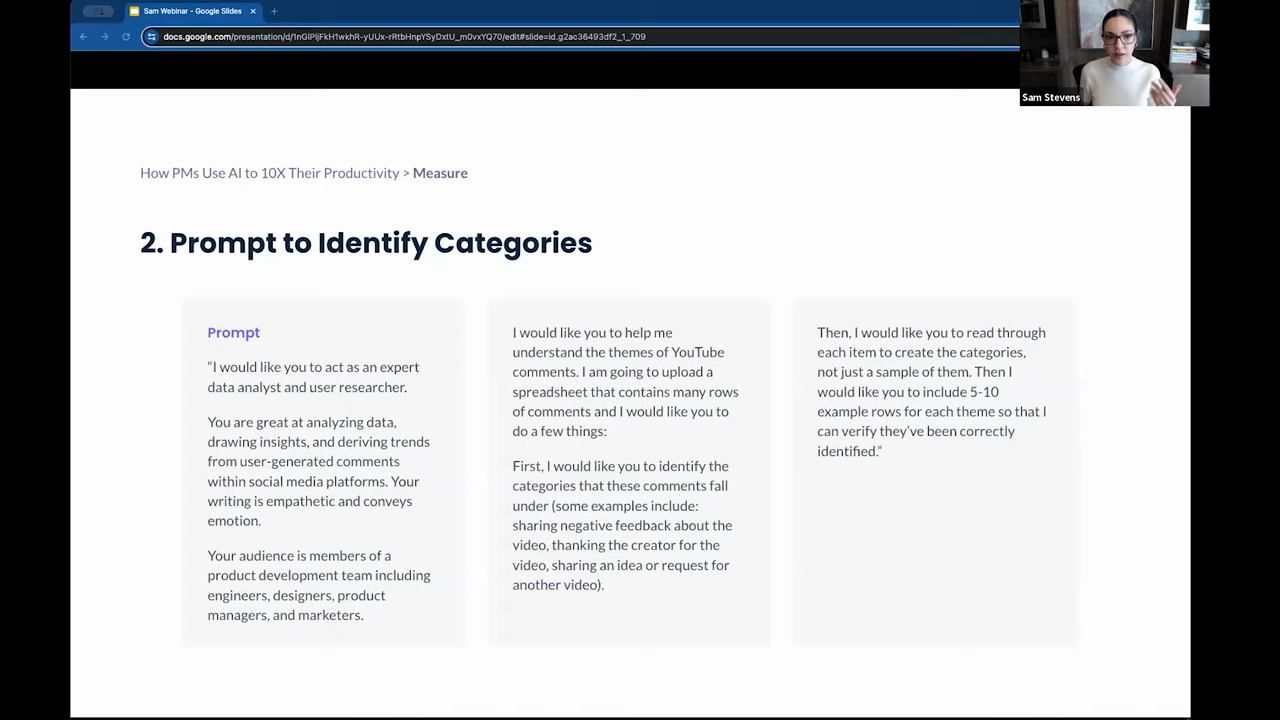 Sam Webinar - Google Slides
docs.google.com/presentation/d/1nGlPijFkH1wkhR-yUUx-rRtbHnpYSyDxtU_m0vxYQ70/edit#slide=id.g2ac36493df2_1_709
Sam Stevens
How PMs Use AI to 10X Their Productivity > Measure
2. Prompt to Identify Categories
Prompt
“I would like you to act as an expert
data analyst and user researcher.
You are great at analyzing data,
drawing insights, and deriving trends
from user-generated comments
within social media platforms. Your
writing is empathetic and conveys
emotion.
Your audience is members of a
product development team including
engineers, designers, product
managers, and marketers.
I would like you to help me
understand the themes of YouTube
comments. I am going to upload a
spreadsheet that contains many rows
of comments and I would like you to
do a few things:
First, I would like you to identify the
categories that these comments fall
under (some examples include:
sharing negative feedback about the
video, thanking the creator for the
video, sharing an idea or request for
another video).
Then, I would like you to read through
each item to create the categories,
not just a sample of them. Then I
would like you to include 5-10
example rows for each theme so that I
can verify they’ve been correctly
identified.”